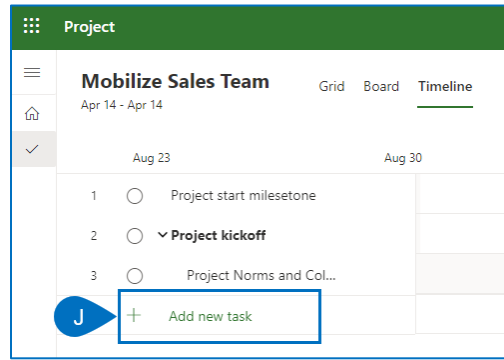 Project
Mobilize Sales Team Grid Board Timeline
Apr 14 - Apr 14
Aug 23 Aug 30
1 Project start milesetone
2 Project kickoff
3 Project Norms and Col...
J Add new task